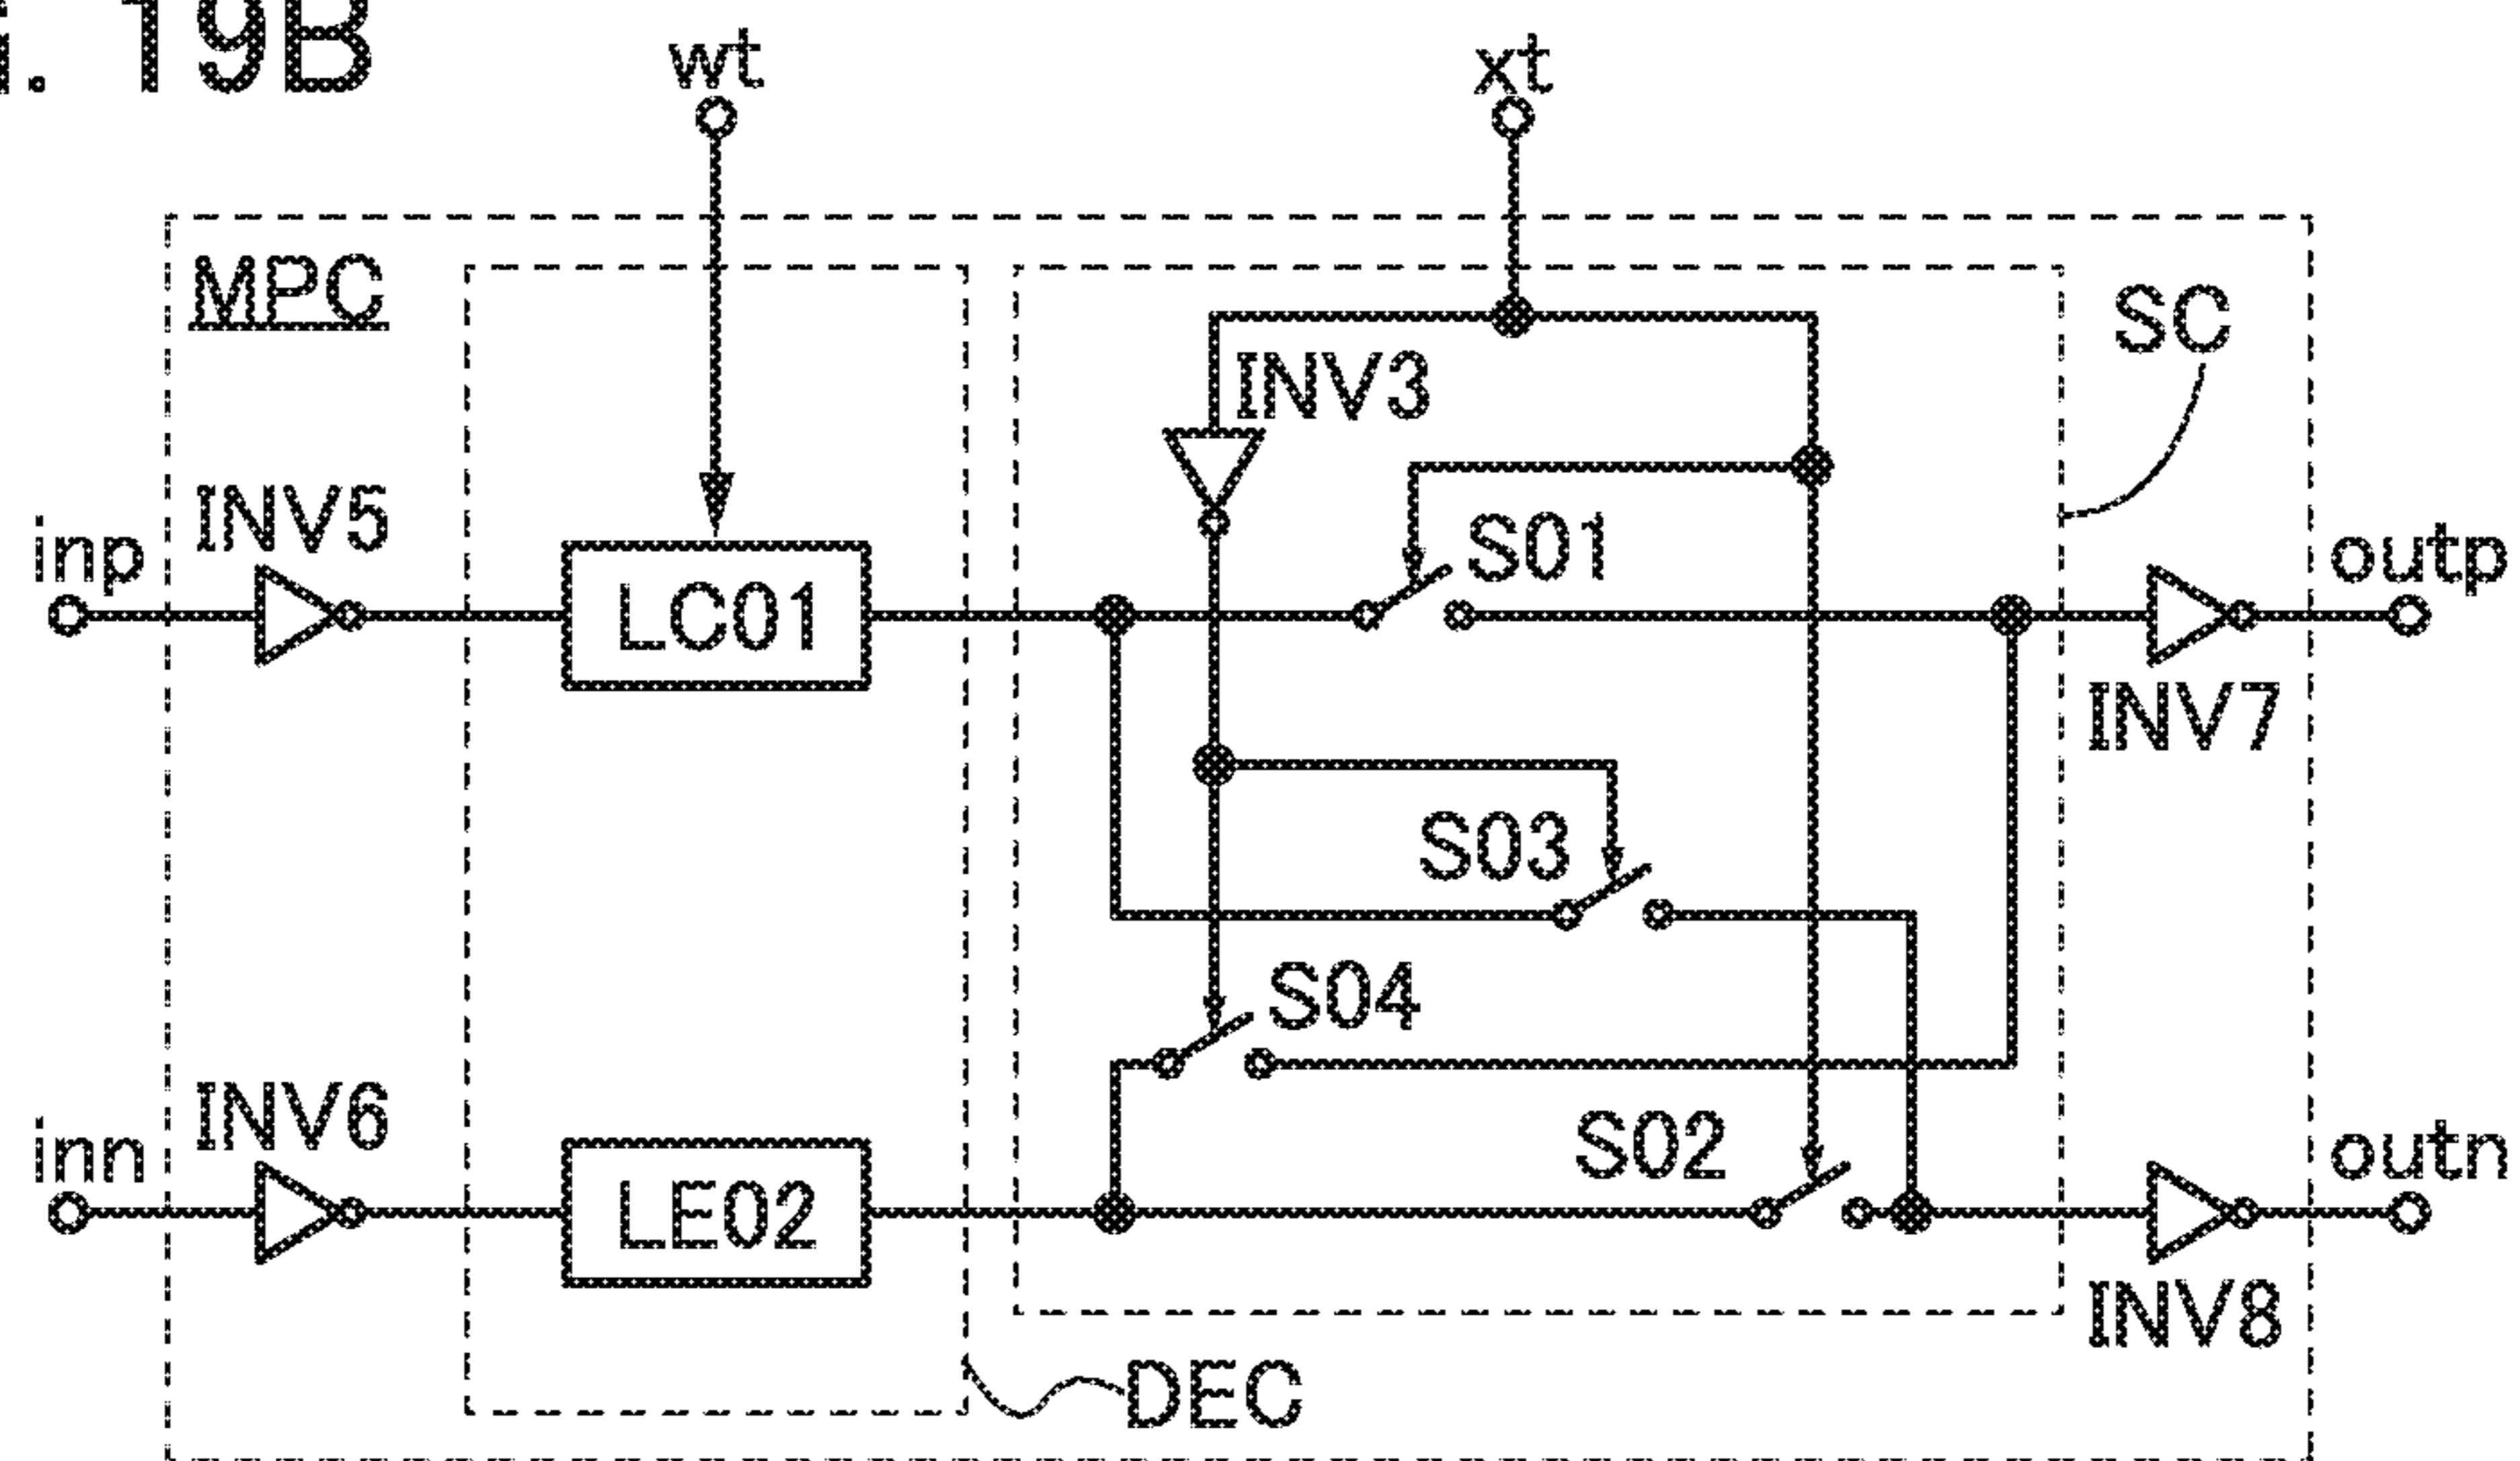 . 19B
wt
xt
MPC
SC
INV3
INV5
inp
S01
LC01
outp
INV7
S03
S04
INV6
inn
S02
LE02
outn
INV8
DEC